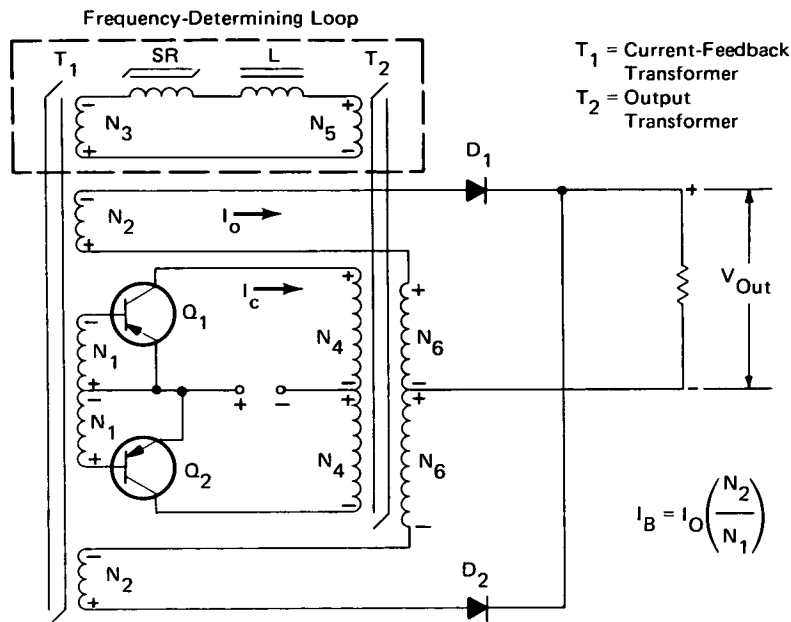 Frequency-Determining Loop
T1 SR L T2
T1 = Current-Feedback
Transformer
T2 = Output
Transformer
- + 
N3 N5
+ -
D1
- N2 Io +
+
Ic + +
Q1 VOut
- N1 N4 N6
+ - -
- + - + -
N1
+ Q2 N4 N6
- -
IB = IO (N2/N1)
- N2
+ D2